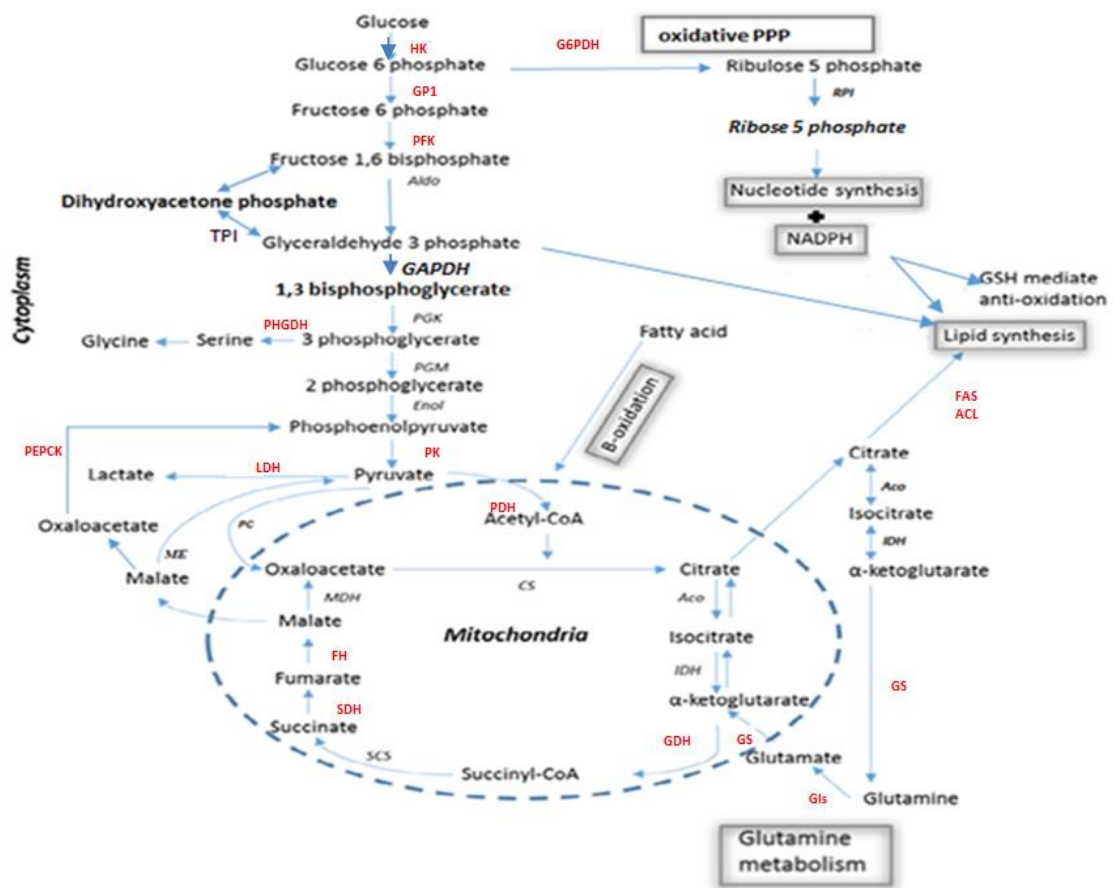 Glucose
HK
Glucose 6 phosphate
GP1
Fructose 6 phosphate
PFK
Fructose 1,6 bisphosphate
Aldo
Dihydroxyacetone phosphate
TPI
Glyceraldehyde 3 phosphate
GAPDH
1,3 bisphosphoglycerate
PGK
Glycine
Serine
PHGDH
3 phosphoglycerate
PGM
2 phosphoglycerate
Enol
Phosphoenolpyruvate
PK
PEPCK
Lactate
LDH
Pyruvate
Oxaloacetate
ME
Malate
PC
Cytoplasm
G6PDH
oxidative PPP
Ribulose 5 phosphate
RPI
Ribose 5 phosphate
Nucleotide synthesis
+
NADPH
GSH mediate
anti-oxidation
Lipid synthesis
Fatty acid
B-oxidation
FAS
ACL
Citrate
Aco
Isocitrate
IDH
α-ketoglutarate
GS
Glutamine
PDH
Acetyl-CoA
Oxaloacetate
CS
Citrate
MDH
Aco
Malate
Mitochondria
Isocitrate
FH
IDH
Fumarate
α-ketoglutarate
SDH
Succinate
GDH
GS
SCS
Succinyl-CoA
Glutamate
Gls
Glutamine
metabolism